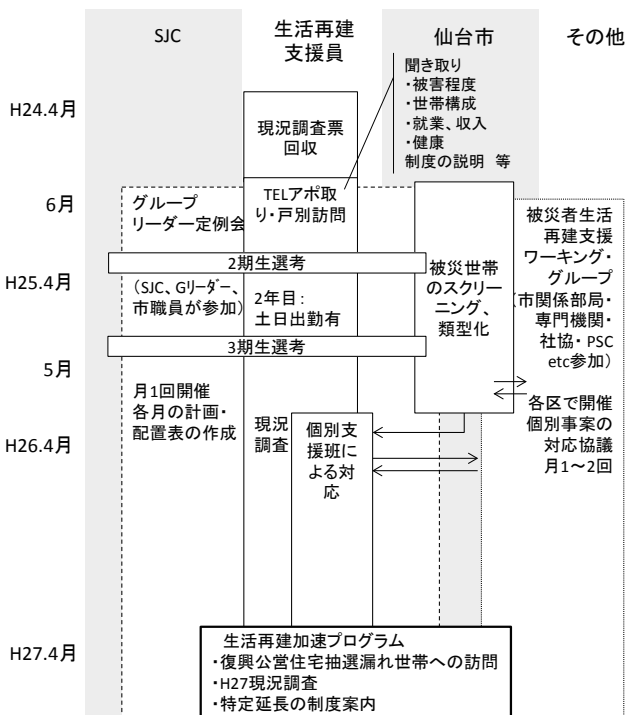 SJC
生活再建
支援員
仙台市
その他
H24.4月
6月
H25.4月
5月
H26.4月
H27.4月
聞き取り
・被害程度
・世帯構成
・就業、収入
・健康
制度の説明 等
現況調査票
回収
TELアポ取
り・戸別訪問
グループ
リーダー定例会
2期生選考
(SJC、Gリーダー、
市職員が参加)
2年目:
土日出勤有
3期生選考
月1回開催
各月の計画・
配置表の作成
被災世帯
のスクリー
ニング、
類型化
被災者生活
再建支援
ワーキング・
グループ
(市関係部局・
専門機関・
社協・PSC
etc参加)
各区で開催
個別事案の
対応協議
月1～2回
現況
調査
個別支
援班に
よる対
応
生活再建加速プログラム
・復興公営住宅抽選漏れ世帯への訪問
・H27現況調査
・特定延長の制度案内